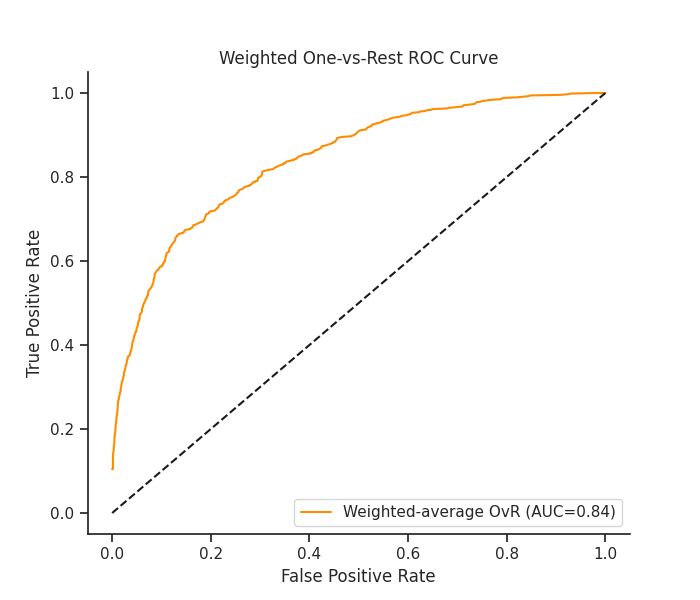 Weighted One-vs-Rest ROC Curve
True Positive Rate
1.0
0.8
0.6
0.4
0.2
0.0
Weighted-average OvR (AUC=0.84)
0.0 0.2 0.4 0.6 0.8 1.0
False Positive Rate